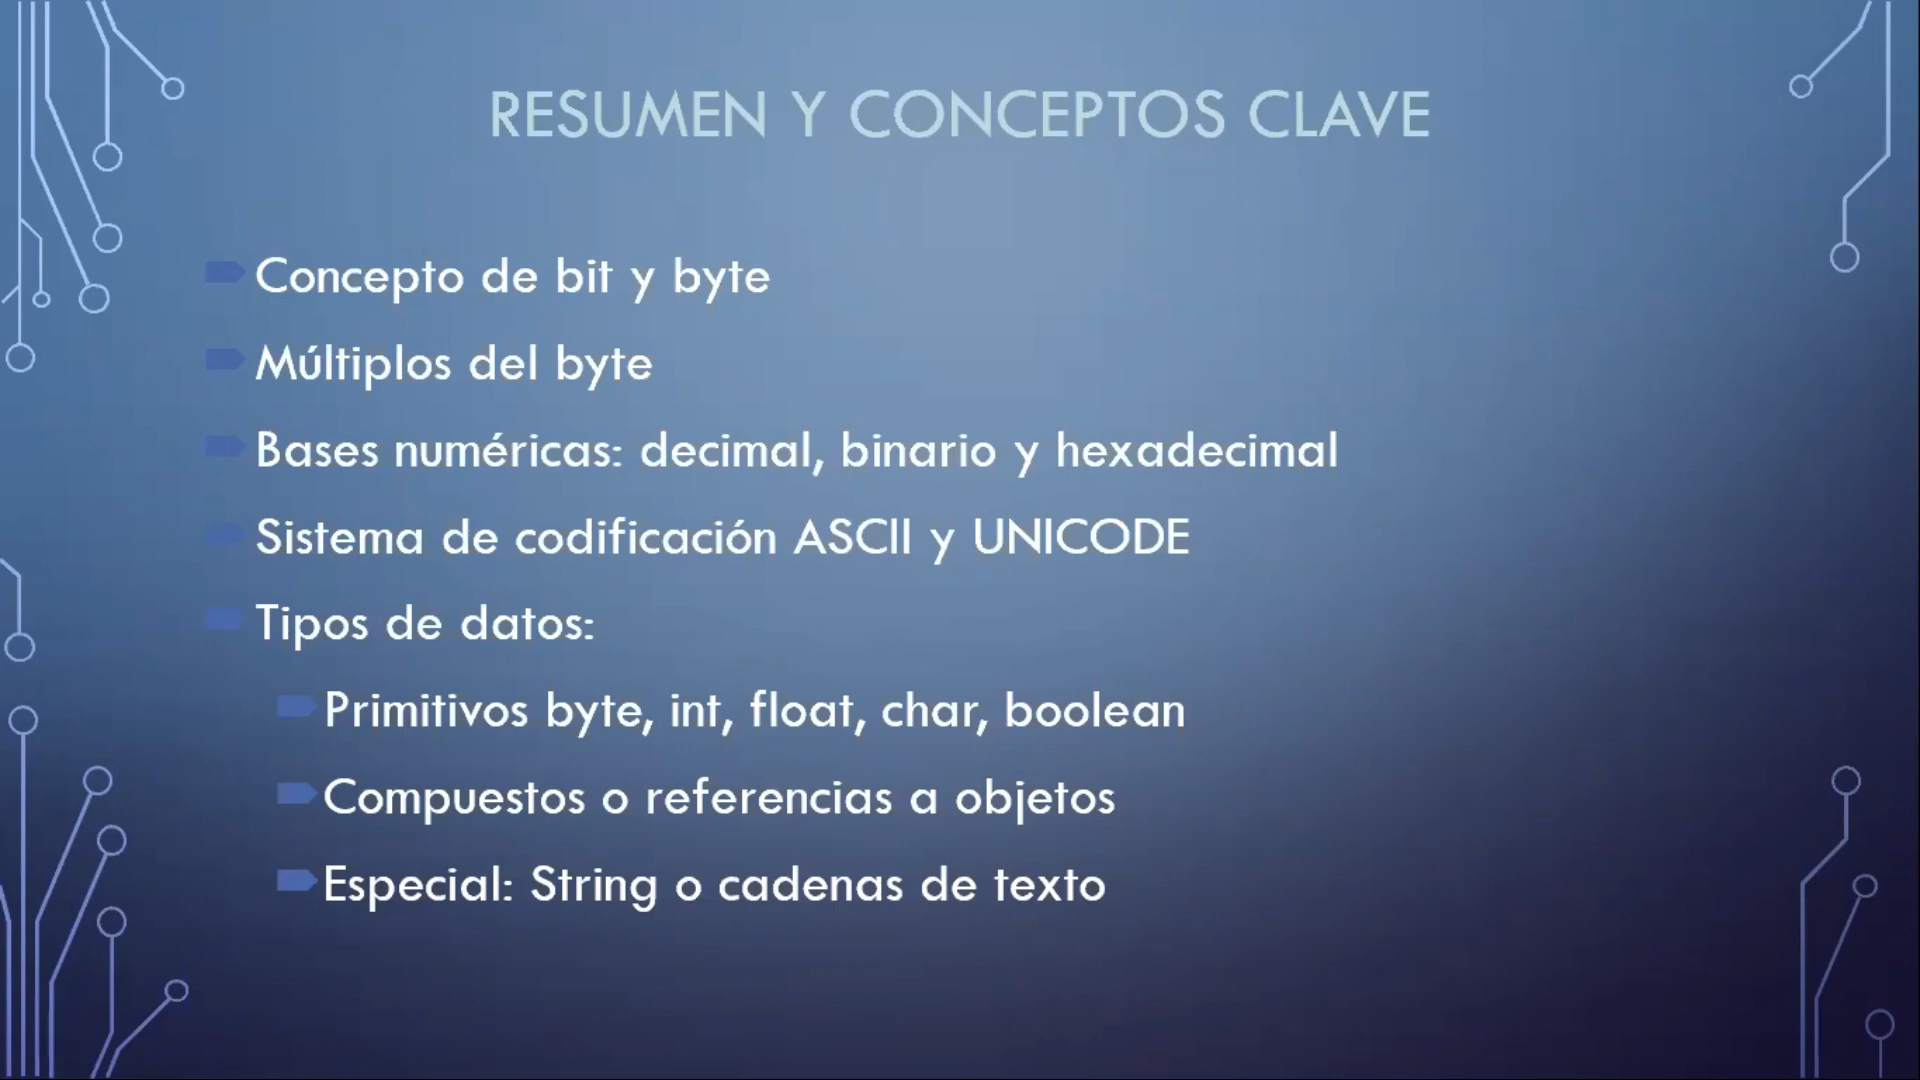 RESUMEN Y CONCEPTOS CLAVE
Concepto de bit y byte
Múltiplos del byte
Bases numéricas: decimal, binario y hexadecimal
Sistema de codificación ASCII y UNICODE
Tipos de datos:
Primitivos byte, int, float, char, boolean
Compuestos o referencias a objetos
Especial: String o cadenas de texto